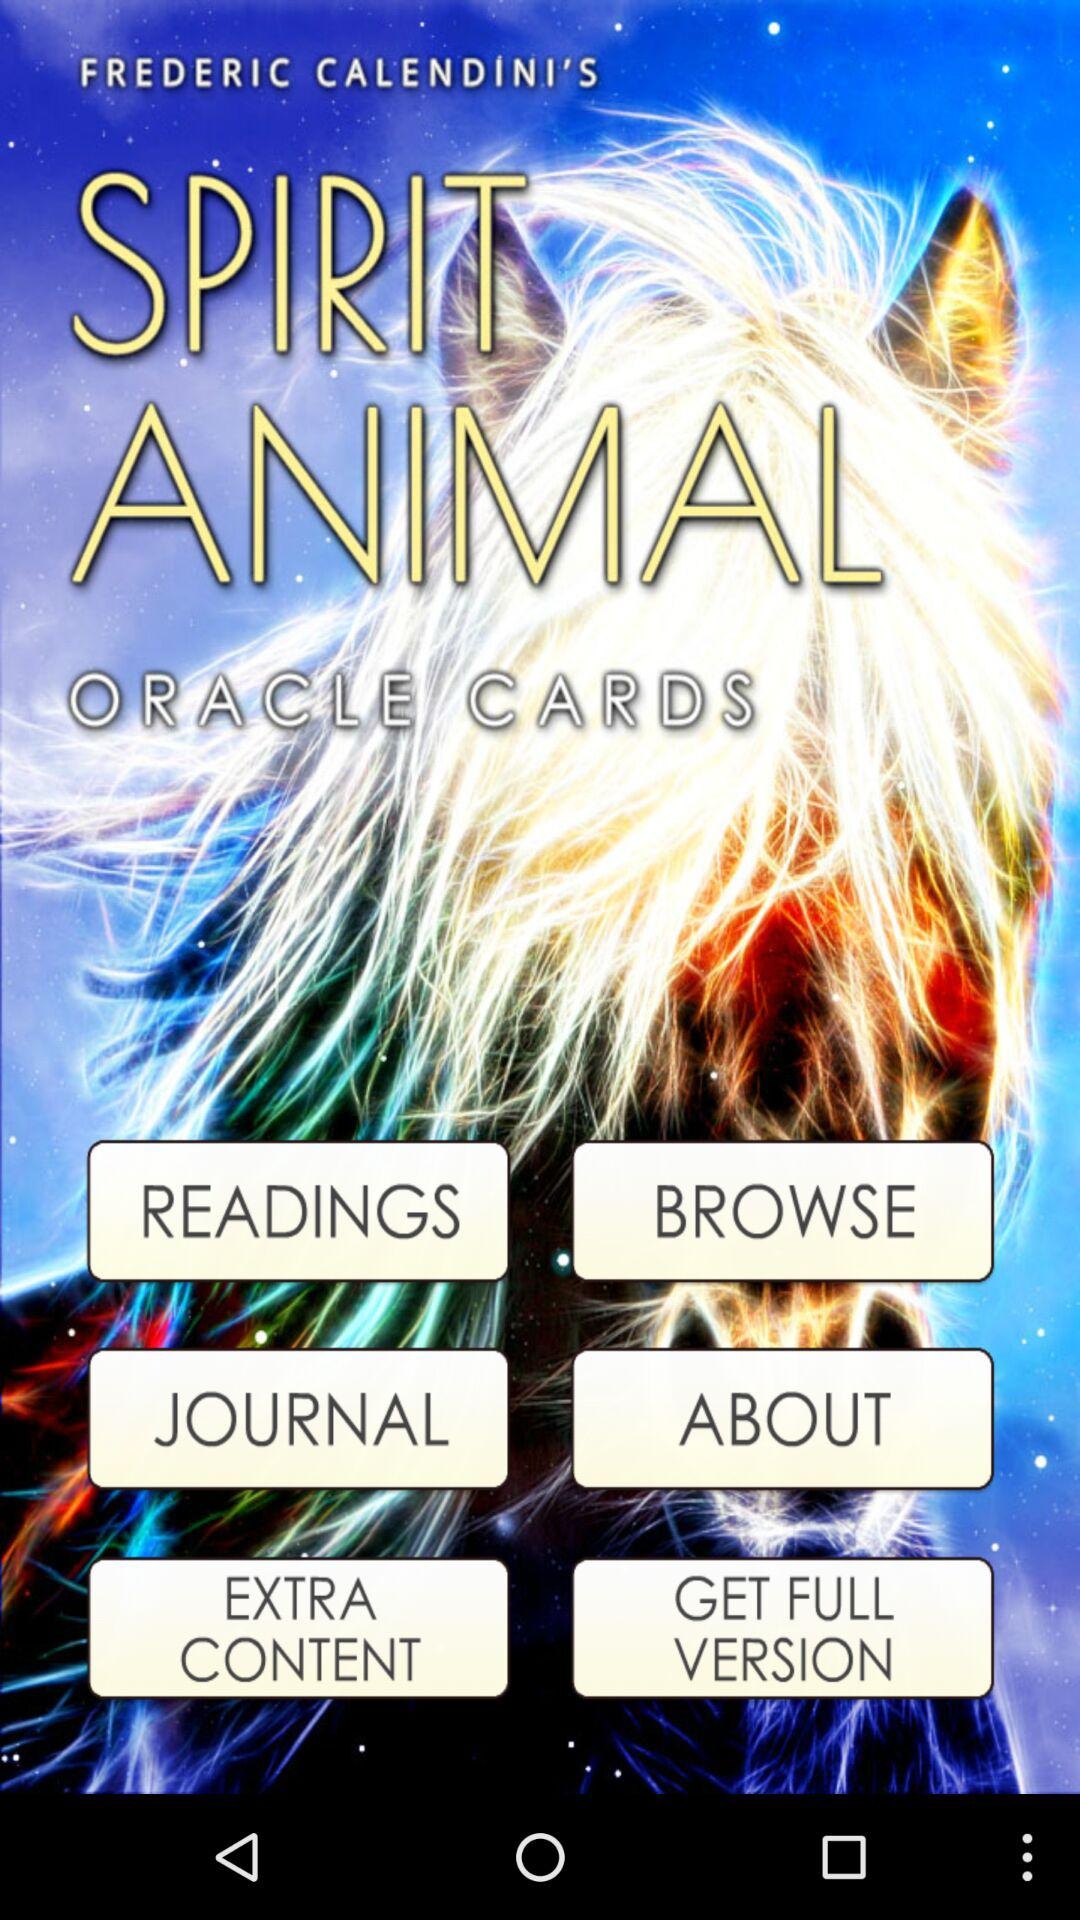 FREDERIC CALENDINI'S
SPIRIT
ANIMAL
ORACLE CARDS
READINGS
BROWSE
JOURNAL
ABOUT
EXTRA
CONTENT
GET FULL
VERSION